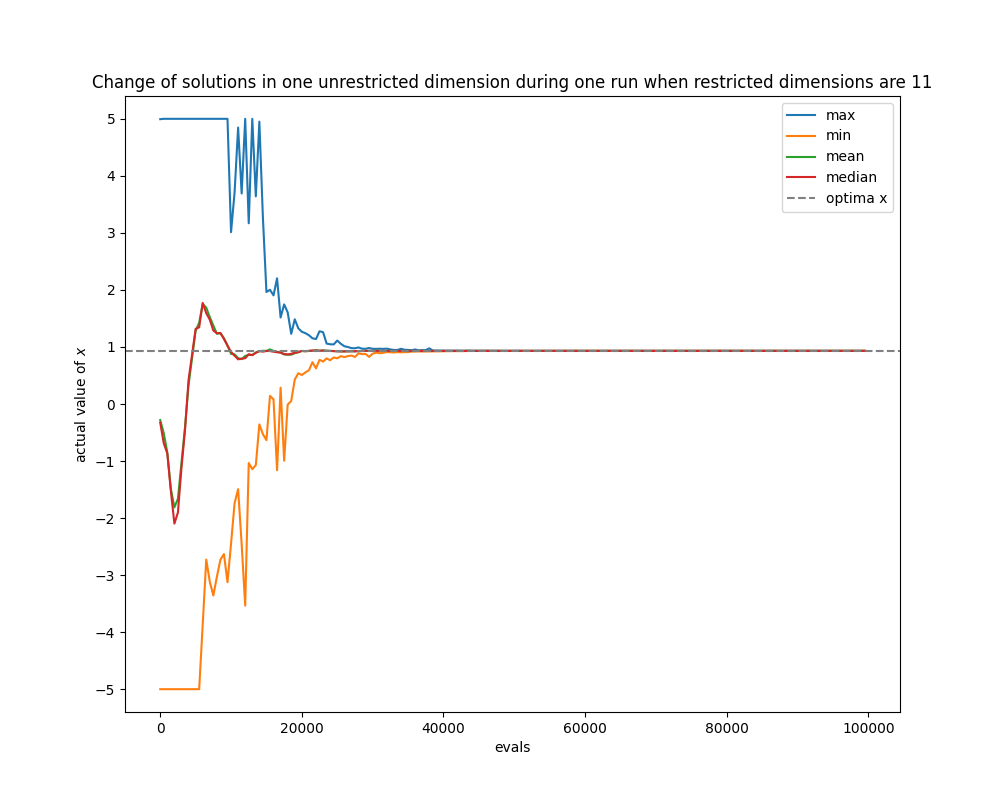 Change of solutions in one unrestricted dimension during one run when restricted dimensions are 11
max
min
mean
median
optima x
actual value of x
5
4
3
2
1
0
−1
−2
−3
−4
−5
0
20000
40000
60000
80000
100000
evals